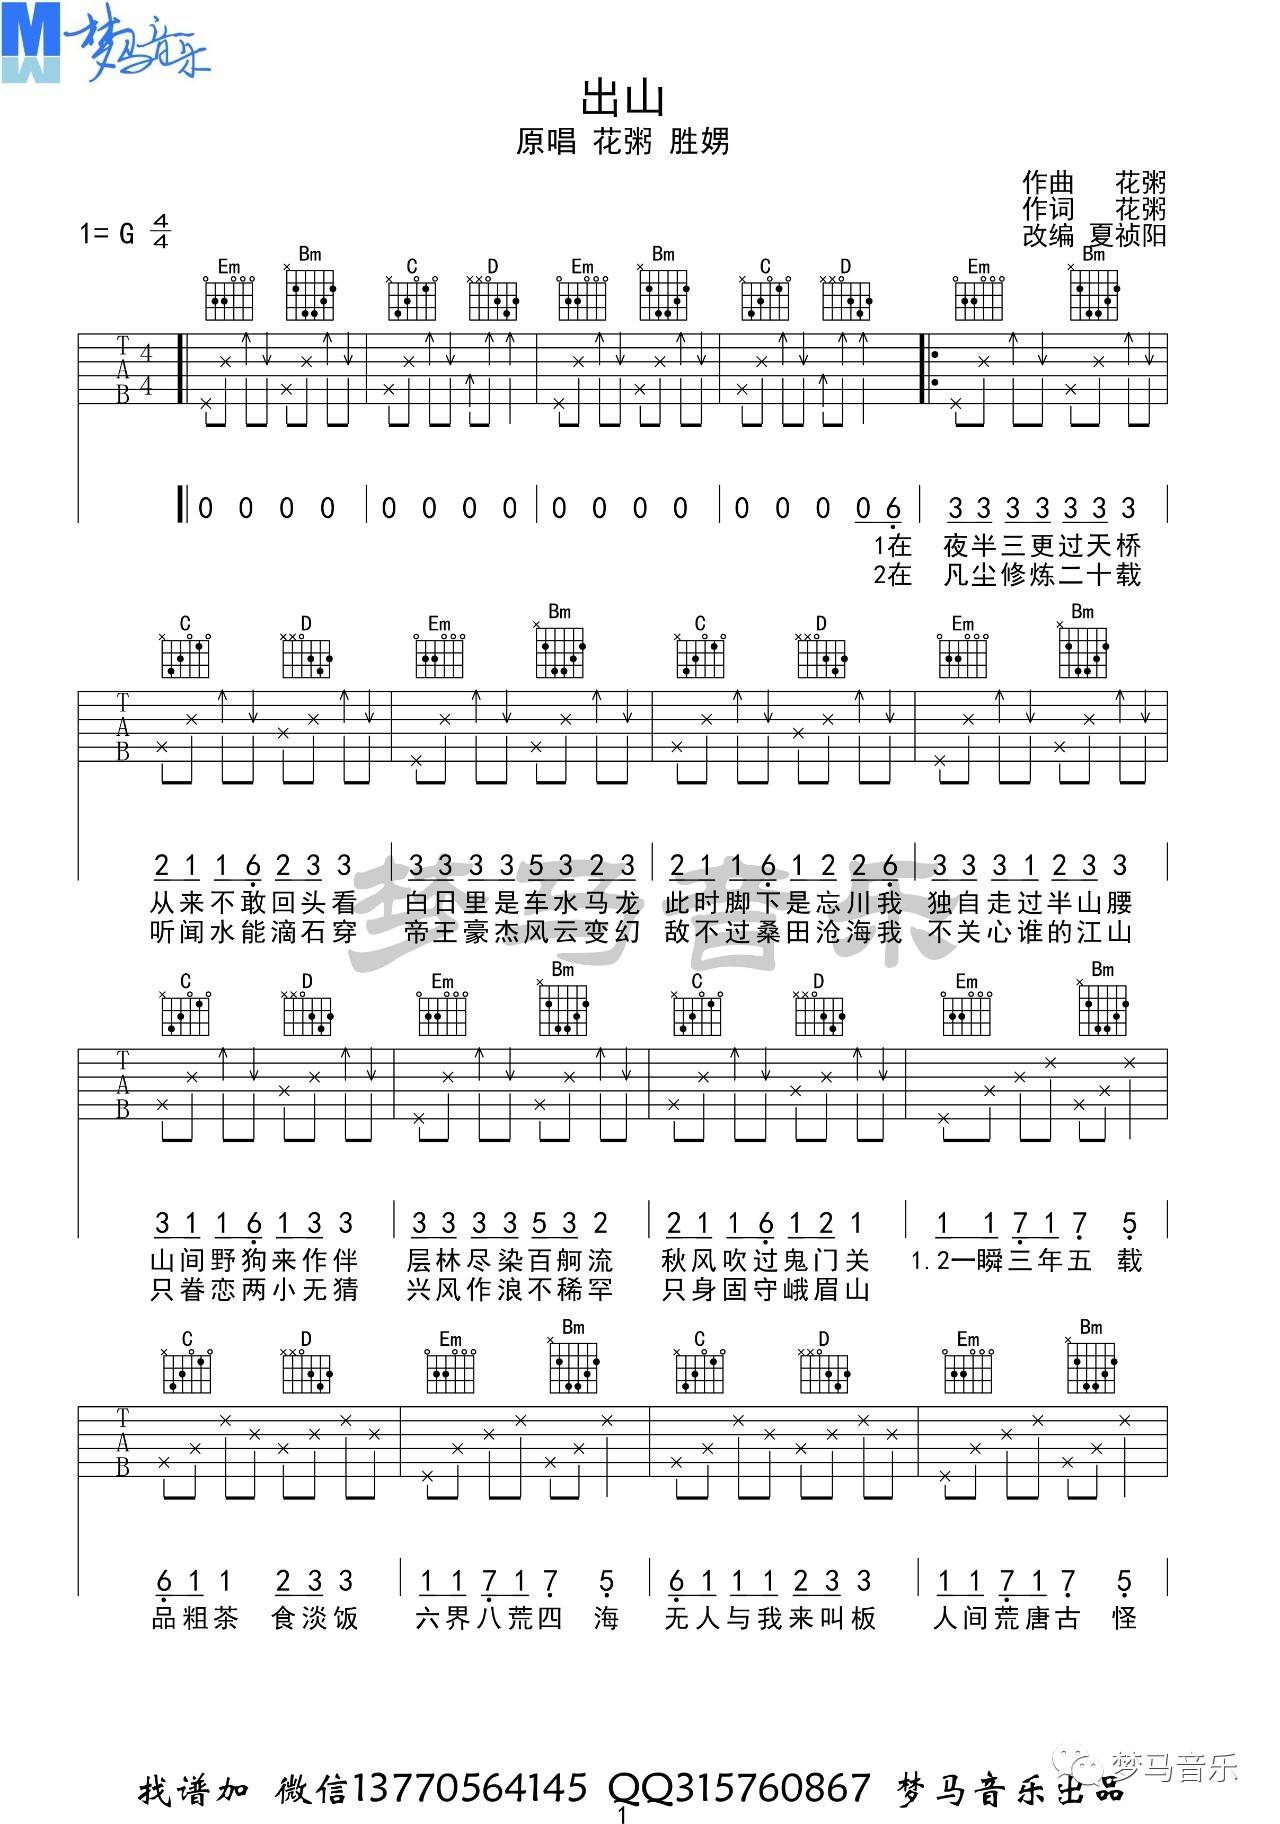 M 梦马音乐
出山
原唱 花粥 胜娚
作曲 花粥
作词 花粥
1= G 4/4 改编 夏祯阳
Em Bm C D Em Bm C D Em Bm
T A B 4 4
0 0 0 0 0 0 0 0 0 0 0 0 0 0 0 0 6 3 3 3 3 3 3 3
1在 夜半三更过天桥
2在 凡尘修炼二十载
C D Em Bm C D Em Bm
T A B
2 1 1 6 2 3 3 3 3 3 3 5 3 2 3 2 1 1 6 1 2 2 6 3 3 3 1 2 3 3
从来不敢回头看 白日里是车水马龙 此时脚下是忘川我 独自走过半山腰
听闻水能滴石穿 帝王豪杰风云变幻 敌不过桑田沧海我 不关心谁的江山
梦马音乐
C D Em Bm C D Em Bm
T A B
3 1 1 6 1 3 3 3 3 3 3 5 3 2 2 1 1 6 1 2 1 1 1 7 1 7 5
山间野狗来作伴 层林尽染百舸流 秋风吹过鬼门关 1.2一瞬三年五 载
只眷恋两小无猜 兴风作浪不稀罕 只身固守峨眉山
C D Em Bm C D Em Bm
T A B
6 1 1 2 3 3 1 1 7 1 7 5 6 1 1 1 2 3 3 1 1 7 1 7 5
品粗茶 食淡饭 六界八荒四 海 无人与我来叫板 人间荒唐古 怪
梦马音乐
找谱加 微信13770564145 QQ315760867 梦马音乐出品
1